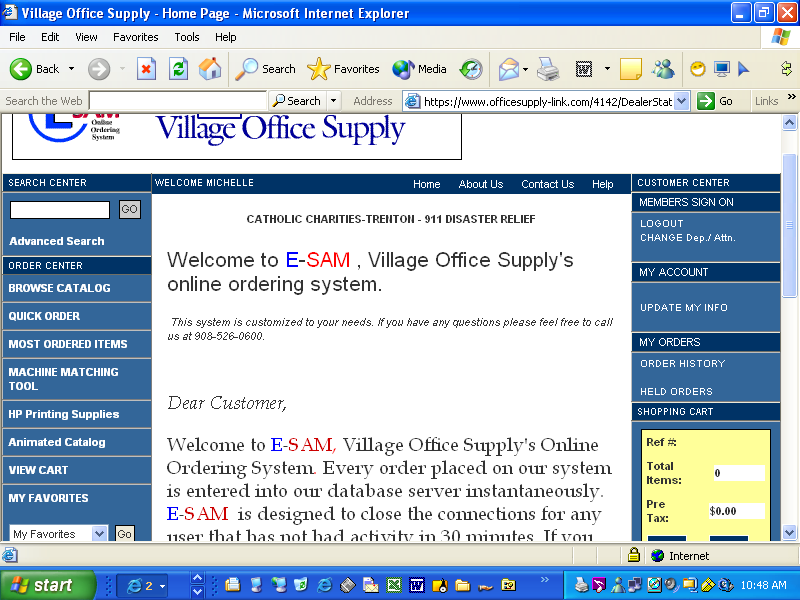 Village Office Supply - Home Page - Microsoft Internet Explorer
File Edit View Favorites Tools Help
Back Search Favorites Media
Search the Web Search Address https://www.officesupply-link.com/4142/DealerStat Go Links
E-SAM
Online
Ordering
System
Village Office Supply
SEARCH CENTER
GO
Advanced Search
ORDER CENTER
BROWSE CATALOG
QUICK ORDER
MOST ORDERED ITEMS
MACHINE MATCHING
TOOL
HP Printing Supplies
Animated Catalog
VIEW CART
MY FAVORITES
My Favorites Go
WELCOME MICHELLE Home About Us Contact Us Help
CATHOLIC CHARITIES-TRENTON - 911 DISASTER RELIEF
Welcome to E-SAM , Village Office Supply's
online ordering system.
This system is customized to your needs. If you have any questions please feel free to call
us at 908-526-0600.
Dear Customer,
Welcome to E-SAM, Village Office Supply's Online
Ordering System. Every order placed on our system
is entered into our database server instantaneously.
E-SAM is designed to close the connections for any
user that has not had activity in 30 minutes. If you
CUSTOMER CENTER
MEMBERS SIGN ON
LOGOUT
CHANGE Dep./ Attn.
MY ACCOUNT
UPDATE MY INFO
MY ORDERS
ORDER HISTORY
HELD ORDERS
SHOPPING CART
Ref #:
Total
Items: 0
Pre
Tax: $0.00
Internet
start 2 10:48 AM